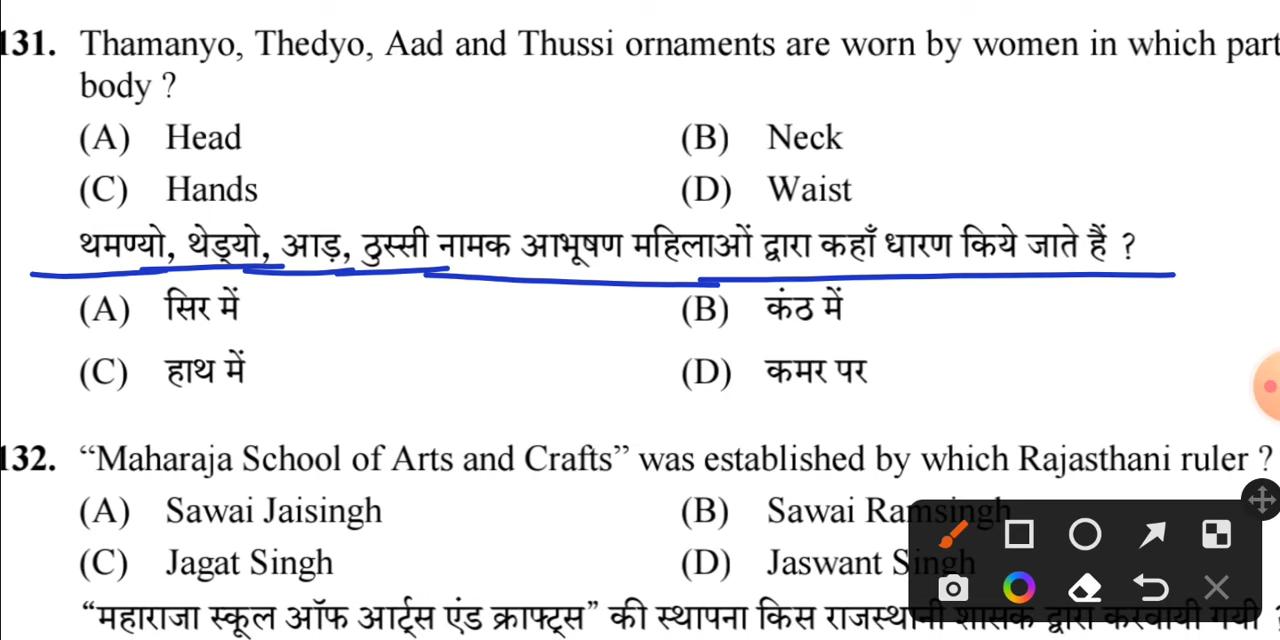 131. Thamanyo, Thedyo, Aad and Thussi ornaments are worn by women in which part
body ?
(A) Head (B) Neck
(C) Hands (D) Waist
थमण्यो, थेड्यो, आड़, ठुस्सी नामक आभूषण महिलाओं द्वारा कहाँ धारण किये जाते हैं ?
(A) सिर में (B) कंठ में
(C) हाथ में (D) कमर पर
132. “Maharaja School of Arts and Crafts” was established by which Rajasthani ruler ?
(A) Sawai Jaisingh (B) Sawai Ramsingh
(C) Jagat Singh (D) Jaswant Singh
“महाराजा स्कूल ऑफ आर्ट्स एंड क्राफ्ट्स” की स्थापना किस राजस्थानी शासक द्वारा करवायी गयी ?